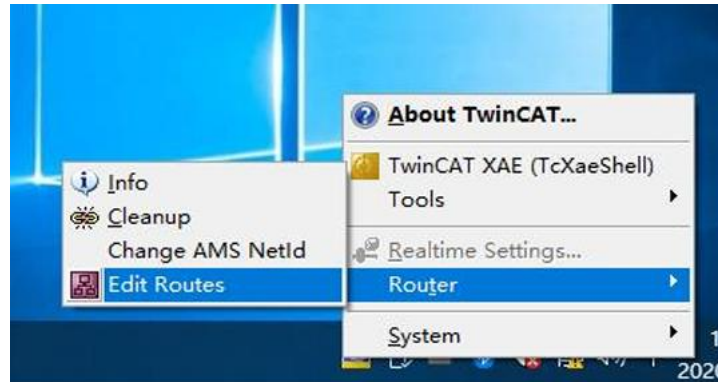 About TwinCAT...
TwinCAT XAE (TcXaeShell)
Tools
Realtime Settings...
Router
System
Info
Cleanup
Change AMS NetId
Edit Routes